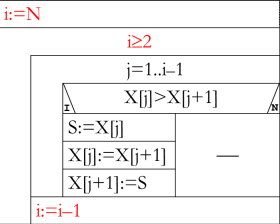 i:=N
i≥2
j=1..i–1
X[j]>X[j+1]
I N
S:=X[j]
X[j]:=X[j+1]
—
X[j+1]:=S
i:=i–1